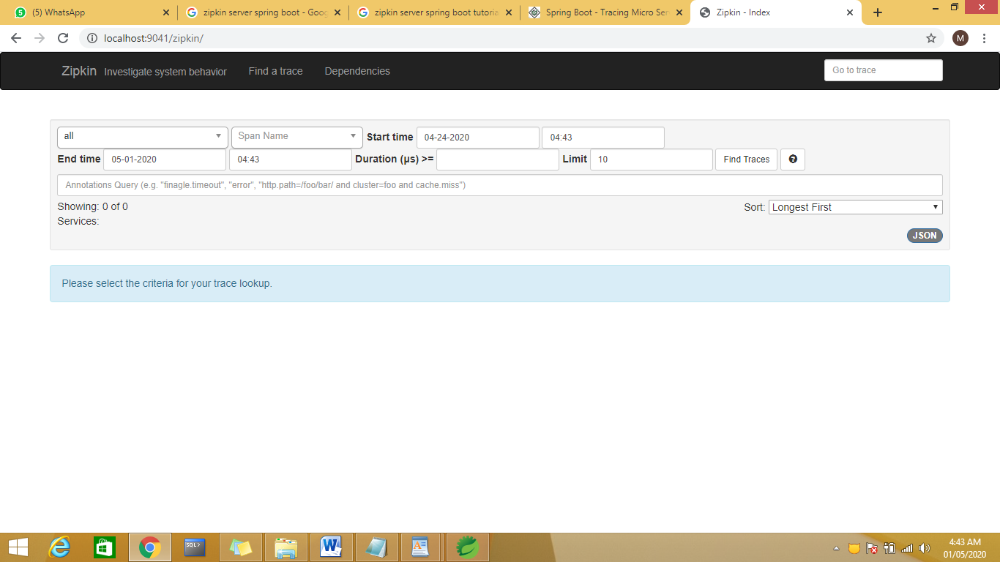 (5) WhatsApp
zipkin server spring boot - Goog
zipkin server spring boot tutoria
Spring Boot - Tracing Micro Ser
Zipkin - Index
localhost:9041/zipkin/
M
Zipkin Investigate system behavior Find a trace Dependencies Go to trace
all Span Name Start time 04-24-2020 04:43
End time 05-01-2020 04:43 Duration (μs) >= Limit 10 Find Traces
Annotations Query (e.g. "finagle.timeout", "error", "http.path=/foo/bar/ and cluster=foo and cache.miss")
Showing: 0 of 0 Sort: Longest First
Services:
JSON
Please select the criteria for your trace lookup.
SQL>
4:43 AM
01/05/2020